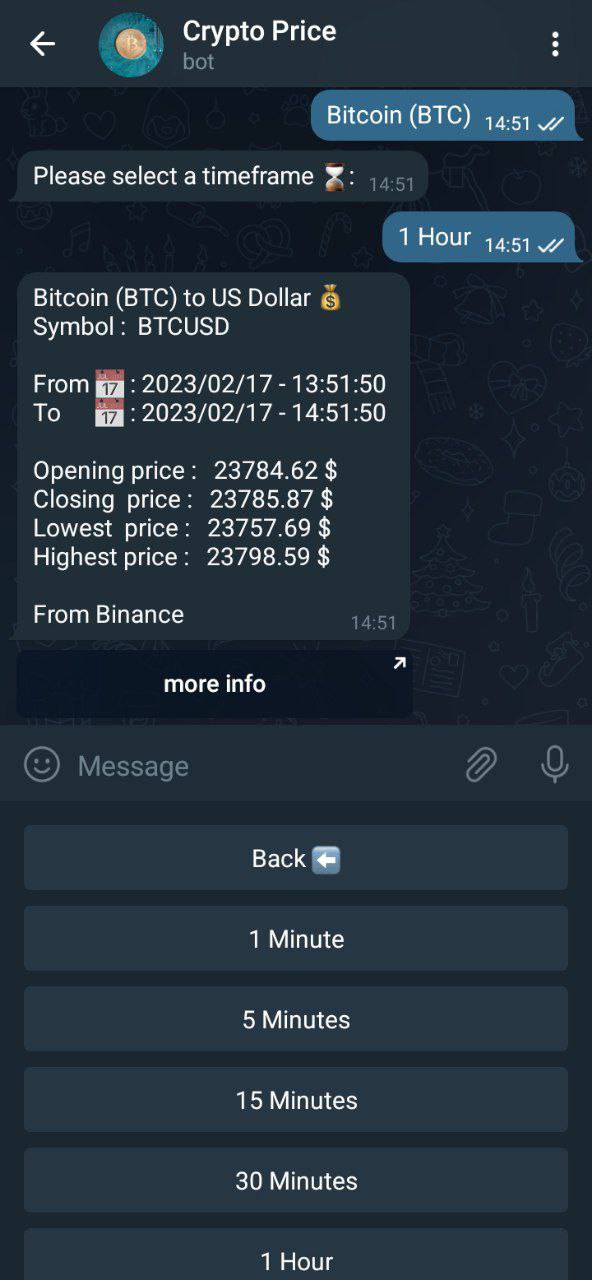 Crypto Price
bot
Bitcoin (BTC) 14:51
Please select a timeframe ⏳: 14:51
1 Hour 14:51
Bitcoin (BTC) to US Dollar 💰
Symbol : BTCUSD
From 📅 : 2023/02/17 - 13:51:50
To 📅 : 2023/02/17 - 14:51:50
Opening price : 23784.62 $
Closing price : 23785.87 $
Lowest price : 23757.69 $
Highest price : 23798.59 $
From Binance 14:51
more info
Message
Back ⬅️
1 Minute
5 Minutes
15 Minutes
30 Minutes
1 Hour